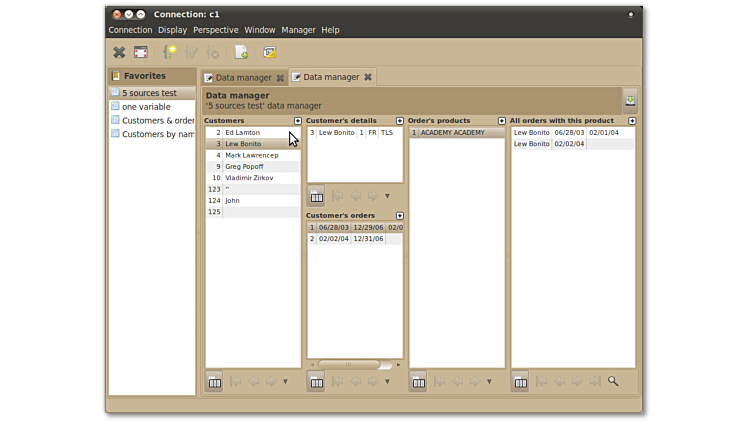 Connection: c1
Connection Display Perspective Window Manager Help
Favorites
5 sources test
one variable
Customers & order
Customers by nam
Data manager
Data manager
Data manager
'5 sources test' data manager
Customers
2 Ed Lamton
3 Lew Bonito
4 Mark Lawrencep
9 Greg Popoff
10 Vladimir Zirkov
123 "
124 John
125
Customer's details
3 Lew Bonito 1 FR TLS
Customer's orders
1 06/28/03 12/29/06 02/0
2 02/02/04 12/31/06
Order's products
1 ACADEMY ACADEMY
All orders with this product
Lew Bonito 06/28/03 02/01/04
Lew Bonito 02/02/04